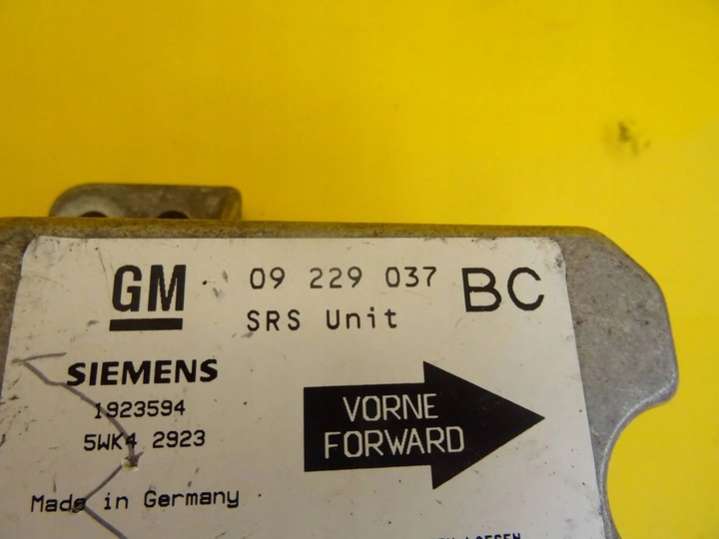 GM 09 229 037 BC
SRS Unit
SIEMENS
1923594
5WK4 2923
VORNE
FORWARD
Made in Germany